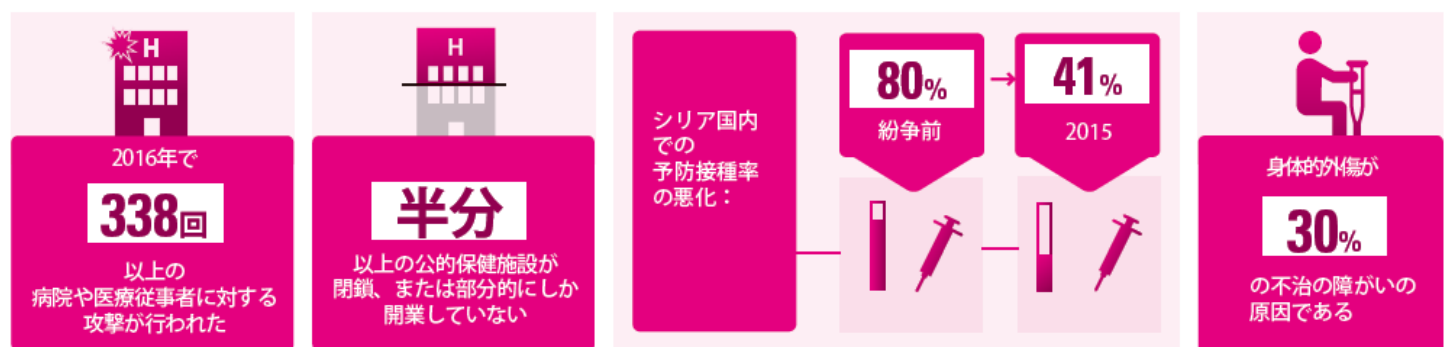 H
2016年で
338回
以上の
病院や医療従事者に対する
攻撃が行われた
H
半分
以上の公的保健施設が
閉鎖、または部分的にしか
開業していない
シリア国内
での
予防接種率
の悪化：
80%
紛争前
→
41%
2015
身体的外傷が
30%
の不治の障がいの
原因である